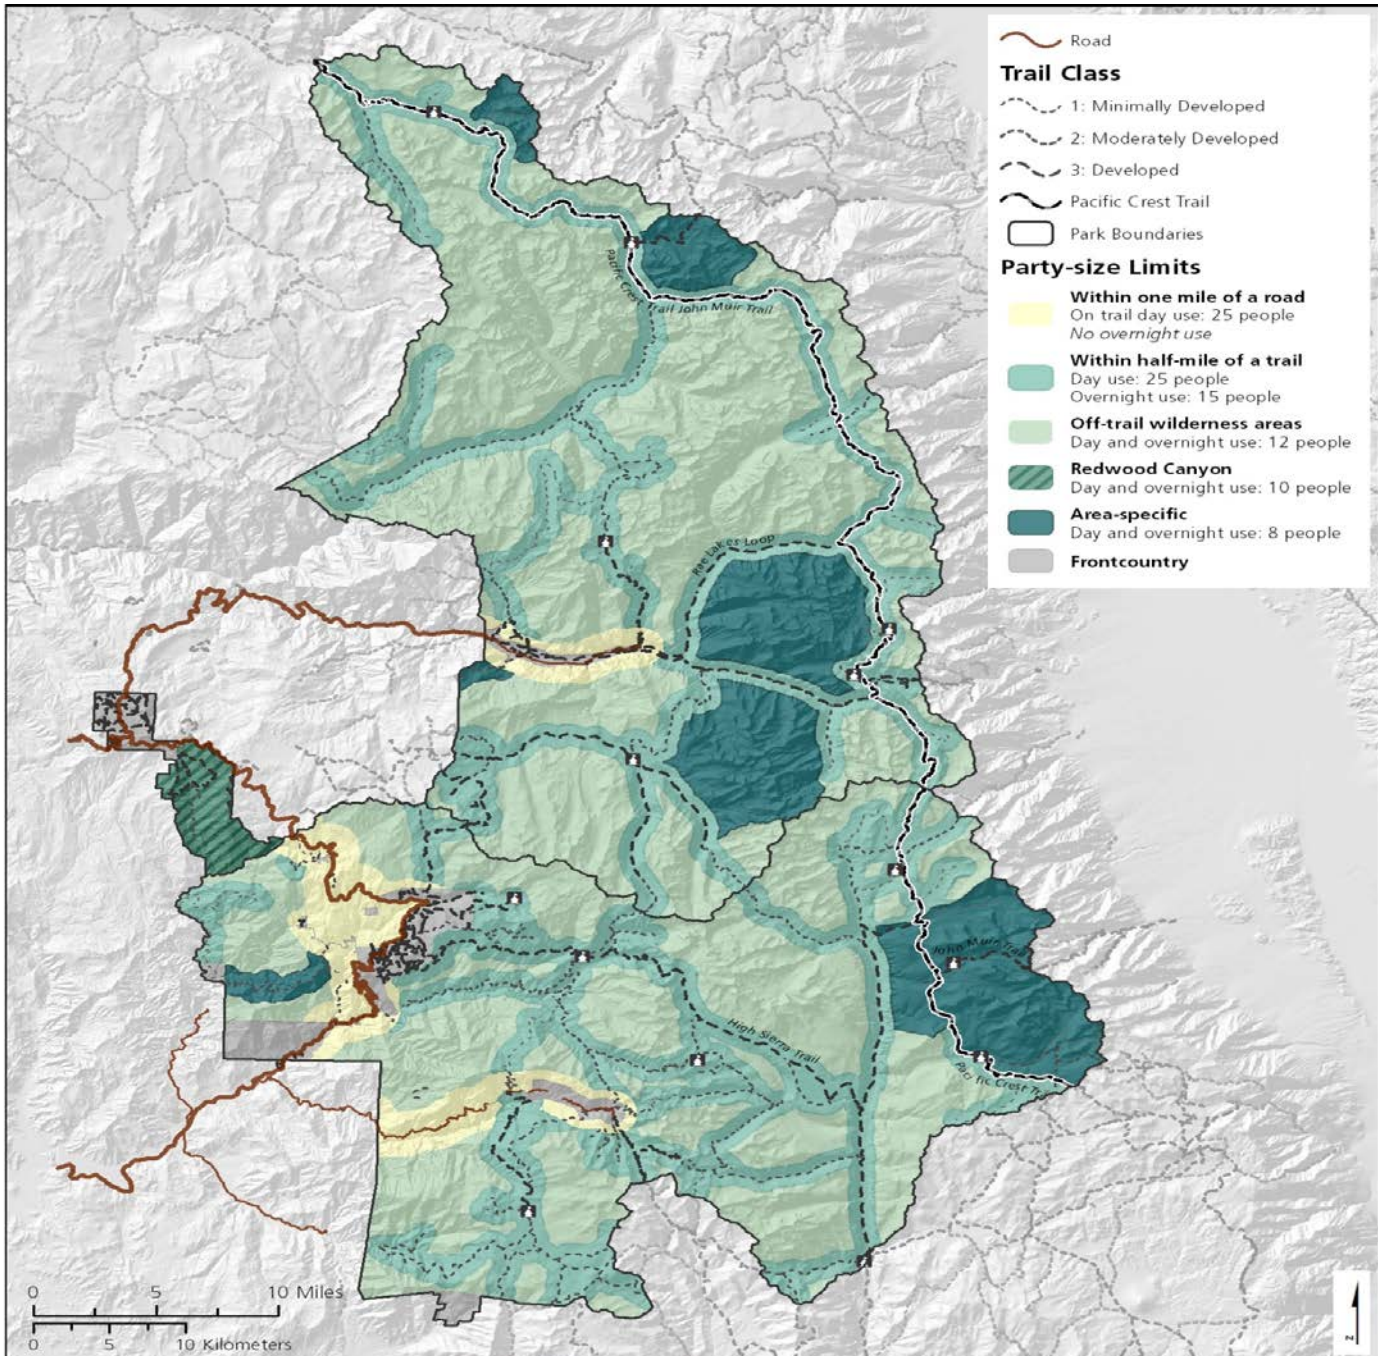 Road
Trail Class
1: Minimally Developed
2: Moderately Developed
3: Developed
Pacific Crest Trail
Park Boundaries
Party-size Limits
Within one mile of a road
On trail day use: 25 people
No overnight use
Within half-mile of a trail
Day use: 25 people
Overnight use: 15 people
Off-trail wilderness areas
Day and overnight use: 12 people
Redwood Canyon
Day and overnight use: 10 people
Area-specific
Day and overnight use: 8 people
Frontcountry
Pacific Crest Trail John Muir Trail
Rae Lakes Loop
John Muir Trail
High Sierra Trail
Pacific Crest
0 5 10 Miles
0 5 10 Kilometers
N